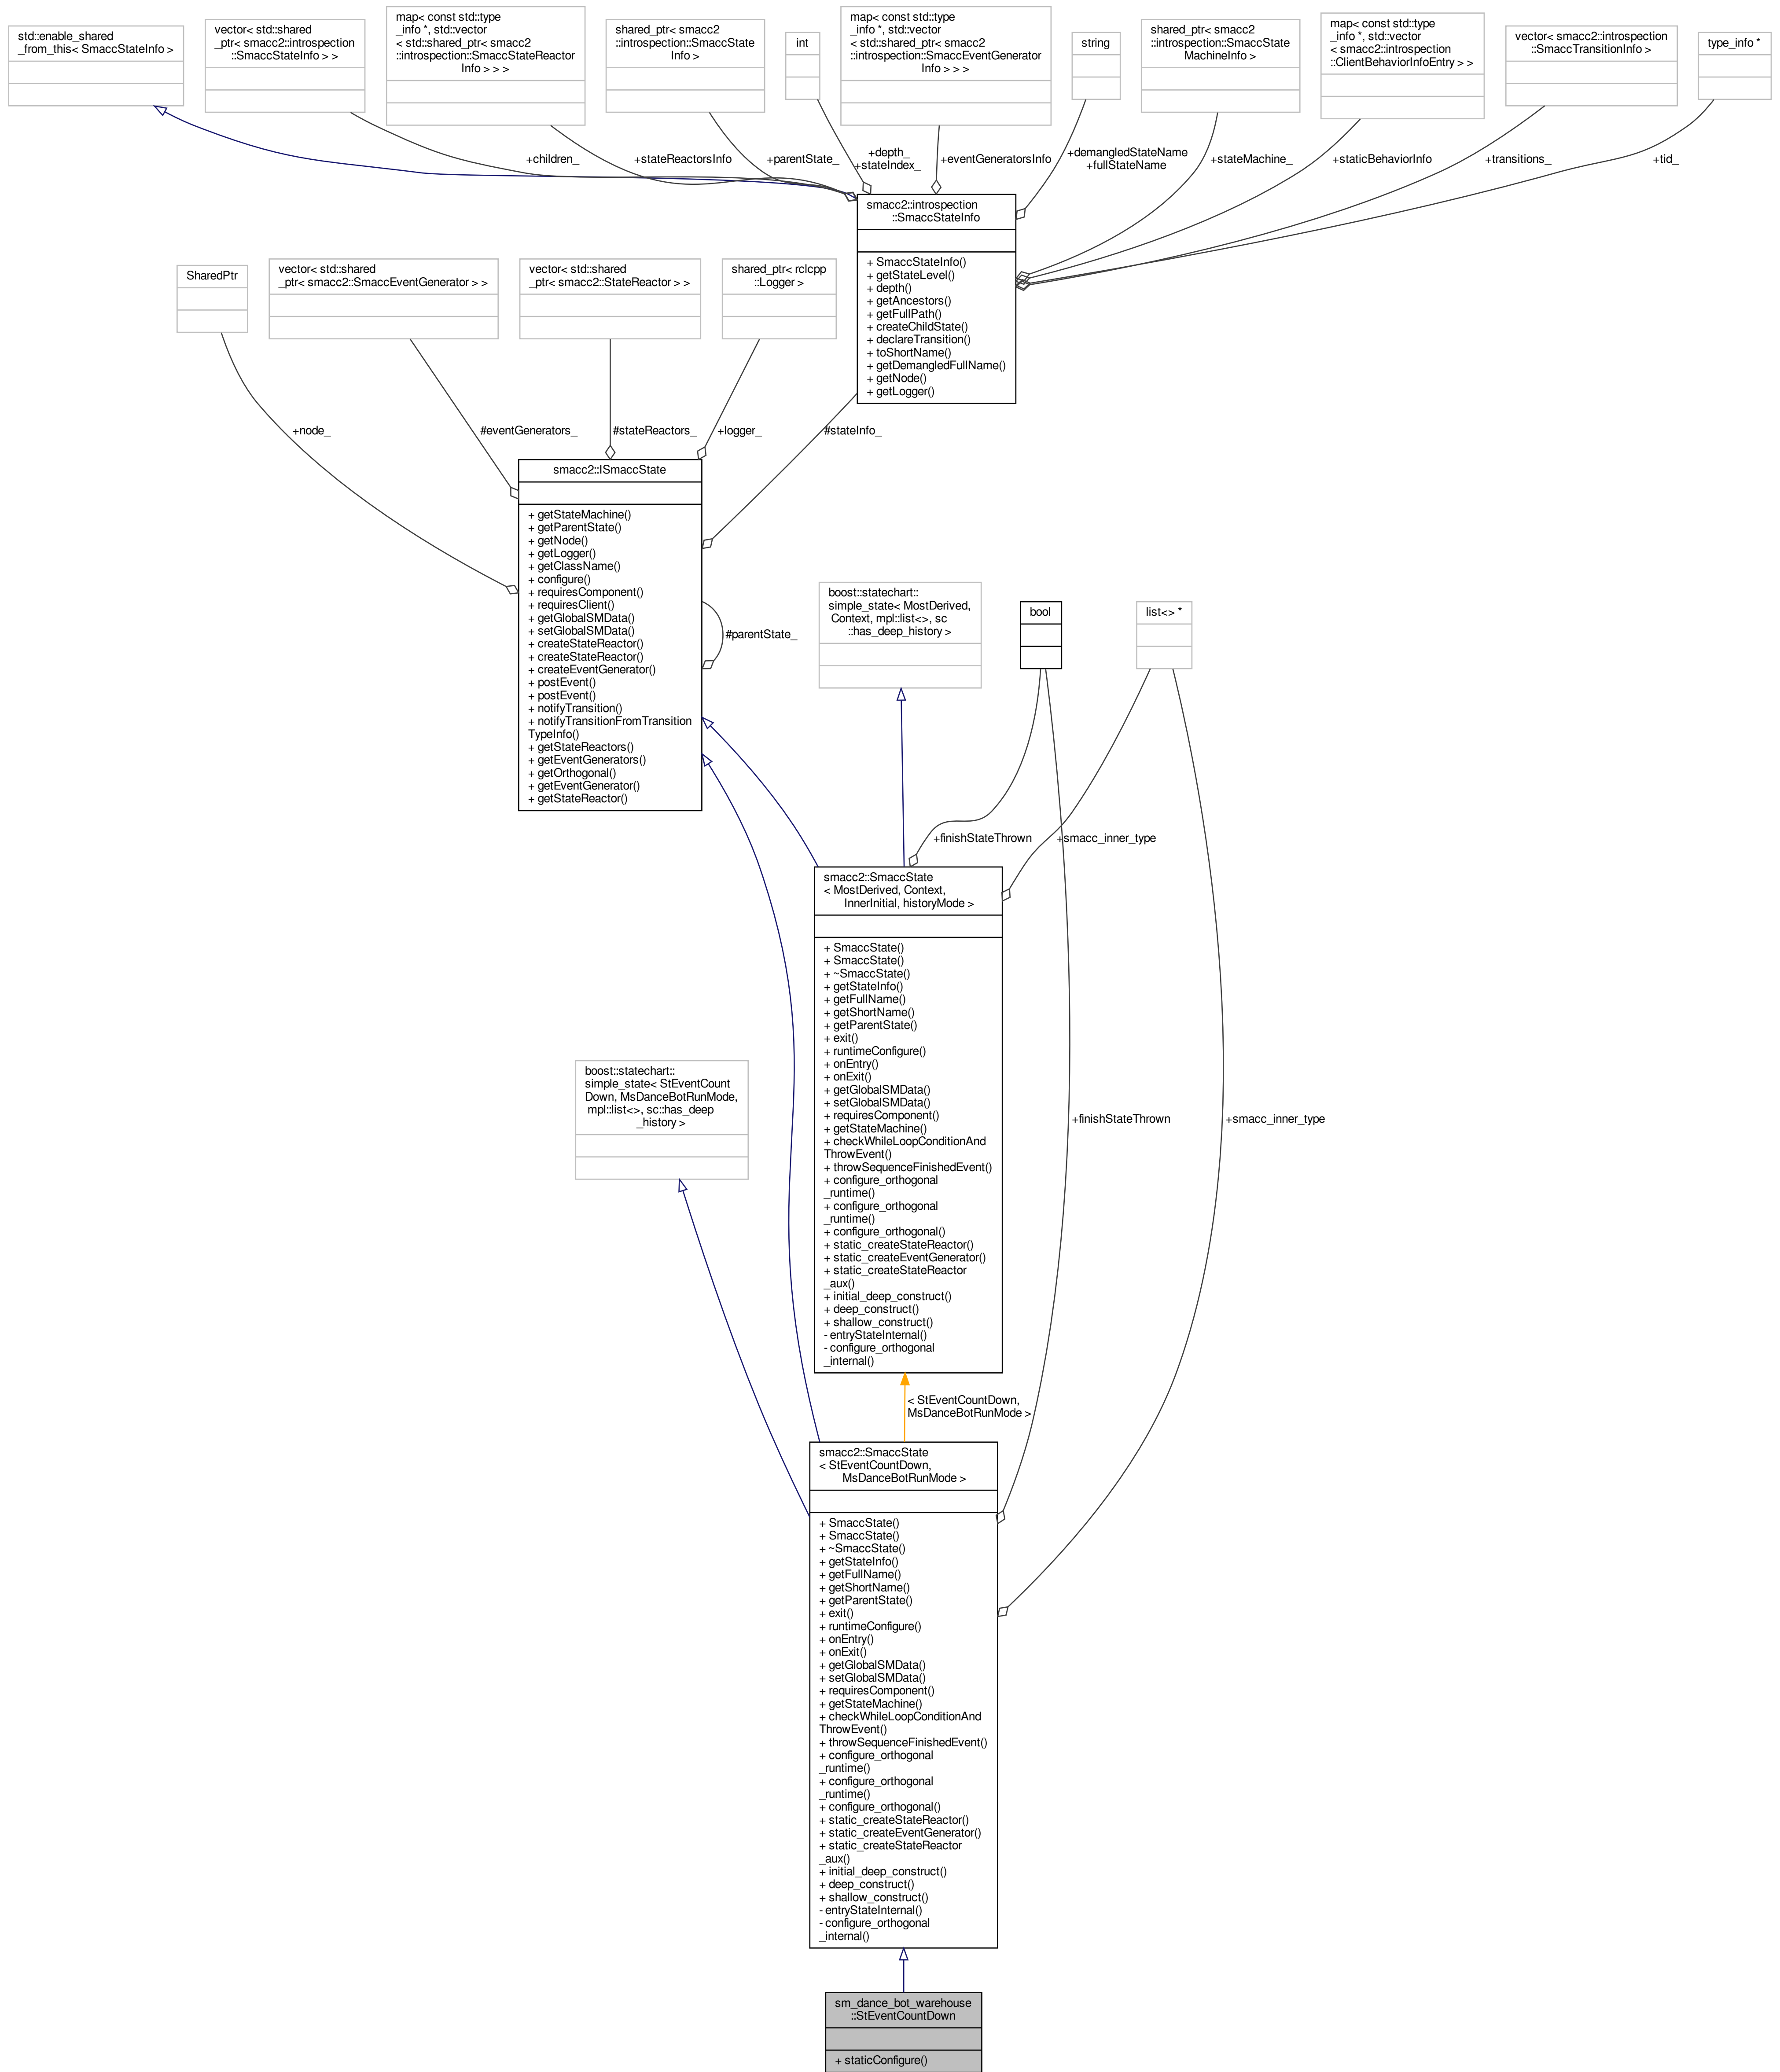 std::enable_shared
_from_this< SmaccStateInfo >
vector< std::shared
_ptr< smacc2::introspection
::SmaccStateInfo > >
map< const std::type
_info *, std::vector
< std::shared_ptr< smacc2
::introspection::SmaccStateReactor
Info > > >
shared_ptr< smacc2
::introspection::SmaccState
Info >
int
map< const std::type
_info *, std::vector
< std::shared_ptr< smacc2
::introspection::SmaccEventGenerator
Info > > >
string
shared_ptr< smacc2
::introspection::SmaccState
MachineInfo >
map< const std::type
_info *, std::vector
< smacc2::introspection
::ClientBehaviorInfoEntry > >
vector< smacc2::introspection
::SmaccTransitionInfo >
type_info *
+children_
+stateReactorsInfo
+parentState_
+depth_
+stateIndex_
+eventGeneratorsInfo
+demangledStateName
+fullStateName
+stateMachine_
+staticBehaviorInfo
+transitions_
+tid_
smacc2::introspection
::SmaccStateInfo
+ SmaccStateInfo()
+ getStateLevel()
+ depth()
+ getAncestors()
+ getFullPath()
+ createChildState()
+ declareTransition()
+ toShortName()
+ getDemangledFullName()
+ getNode()
+ getLogger()
SharedPtr
vector< std::shared
_ptr< smacc2::SmaccEventGenerator > >
vector< std::shared
_ptr< smacc2::StateReactor > >
shared_ptr< rclcpp
::Logger >
+node_
#eventGenerators_
#stateReactors_
+logger_
#stateInfo_
smacc2::ISmaccState
+ getStateMachine()
+ getParentState()
+ getNode()
+ getLogger()
+ getClassName()
+ configure()
+ requiresComponent()
+ requiresClient()
+ getGlobalSMData()
+ setGlobalSMData()
+ createStateReactor()
+ createStateReactor()
+ createEventGenerator()
+ postEvent()
+ postEvent()
+ notifyTransition()
+ notifyTransitionFromTransition
TypeInfo()
+ getStateReactors()
+ getEventGenerators()
+ getOrthogonal()
+ getEventGenerator()
+ getStateReactor()
#parentState_
boost::statechart::
simple_state< MostDerived,
Context, mpl::list<>, sc
::has_deep_history >
bool
list<> *
+finishStateThrown
+smacc_inner_type
smacc2::SmaccState
< MostDerived, Context,
InnerInitial, historyMode >
+ SmaccState()
+ SmaccState()
+ ~SmaccState()
+ getStateInfo()
+ getFullName()
+ getShortName()
+ getParentState()
+ exit()
+ runtimeConfigure()
+ onEntry()
+ onExit()
+ getGlobalSMData()
+ setGlobalSMData()
+ requiresComponent()
+ getStateMachine()
+ checkWhileLoopConditionAnd
ThrowEvent()
+ throwSequenceFinishedEvent()
+ configure_orthogonal
_runtime()
+ configure_orthogonal
_runtime()
+ configure_orthogonal()
+ static_createStateReactor()
+ static_createEventGenerator()
+ static_createStateReactor
_aux()
+ initial_deep_construct()
+ deep_construct()
+ shallow_construct()
- entryStateInternal()
- configure_orthogonal
_internal()
boost::statechart::
simple_state< StEventCount
Down, MsDanceBotRunMode,
mpl::list<>, sc::has_deep
_history >
+finishStateThrown
+smacc_inner_type
< StEventCountDown,
MsDanceBotRunMode >
smacc2::SmaccState
< StEventCountDown,
MsDanceBotRunMode >
+ SmaccState()
+ SmaccState()
+ ~SmaccState()
+ getStateInfo()
+ getFullName()
+ getShortName()
+ getParentState()
+ exit()
+ runtimeConfigure()
+ onEntry()
+ onExit()
+ getGlobalSMData()
+ setGlobalSMData()
+ requiresComponent()
+ getStateMachine()
+ checkWhileLoopConditionAnd
ThrowEvent()
+ throwSequenceFinishedEvent()
+ configure_orthogonal
_runtime()
+ configure_orthogonal
_runtime()
+ configure_orthogonal()
+ static_createStateReactor()
+ static_createEventGenerator()
+ static_createStateReactor
_aux()
+ initial_deep_construct()
+ deep_construct()
+ shallow_construct()
- entryStateInternal()
- configure_orthogonal
_internal()
sm_dance_bot_warehouse
::StEventCountDown
+ staticConfigure()